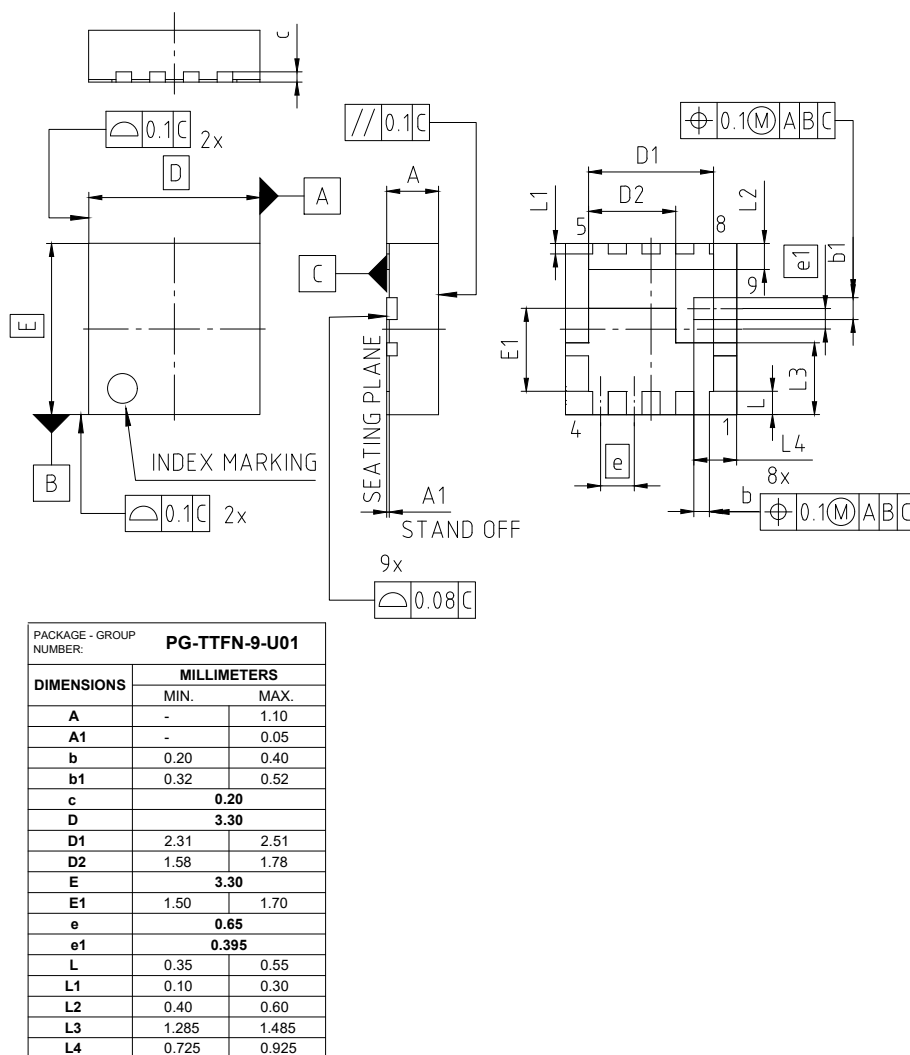 c
⌓ 0.1 C 2x
D
A
// 0.1 C
A
C
⌖ 0.1 Ⓜ A B C
D1
D2
L1
L2
5
8
e1
b1
9
E
E1
SEATING PLANE
L3
L
4
1
L4
e
8x
b
⌖ 0.1 Ⓜ A B C
B
INDEX MARKING
⌓ 0.1 C 2x
A1
STAND OFF
9x
⌓ 0.08 C
PACKAGE - GROUP
NUMBER: PG-TTFN-9-U01
DIMENSIONS MILLIMETERS
MIN. MAX.
A - 1.10
A1 - 0.05
b 0.20 0.40
b1 0.32 0.52
c 0.20
D 3.30
D1 2.31 2.51
D2 1.58 1.78
E 3.30
E1 1.50 1.70
e 0.65
e1 0.395
L 0.35 0.55
L1 0.10 0.30
L2 0.40 0.60
L3 1.285 1.485
L4 0.725 0.925